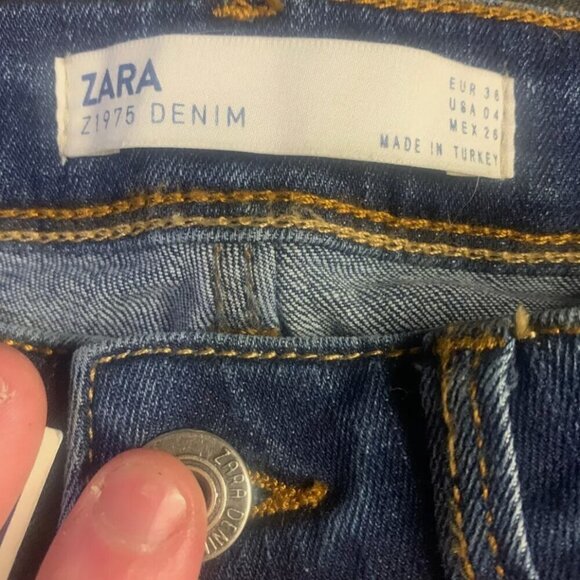 ZARA
Z1975 DENIM
EUR 36
USA 04
MEX 26
MADE IN TURKEY
ZARA DENIM